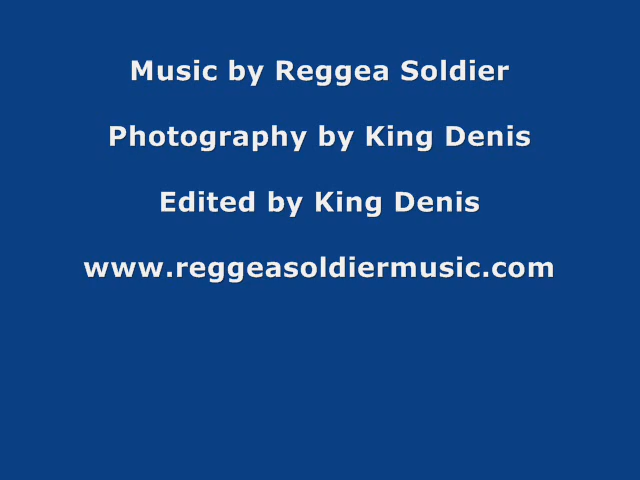 Music by Reggea Soldier
Photography by King Denis
Edited by King Denis
www.reggeasoldiermusic.com